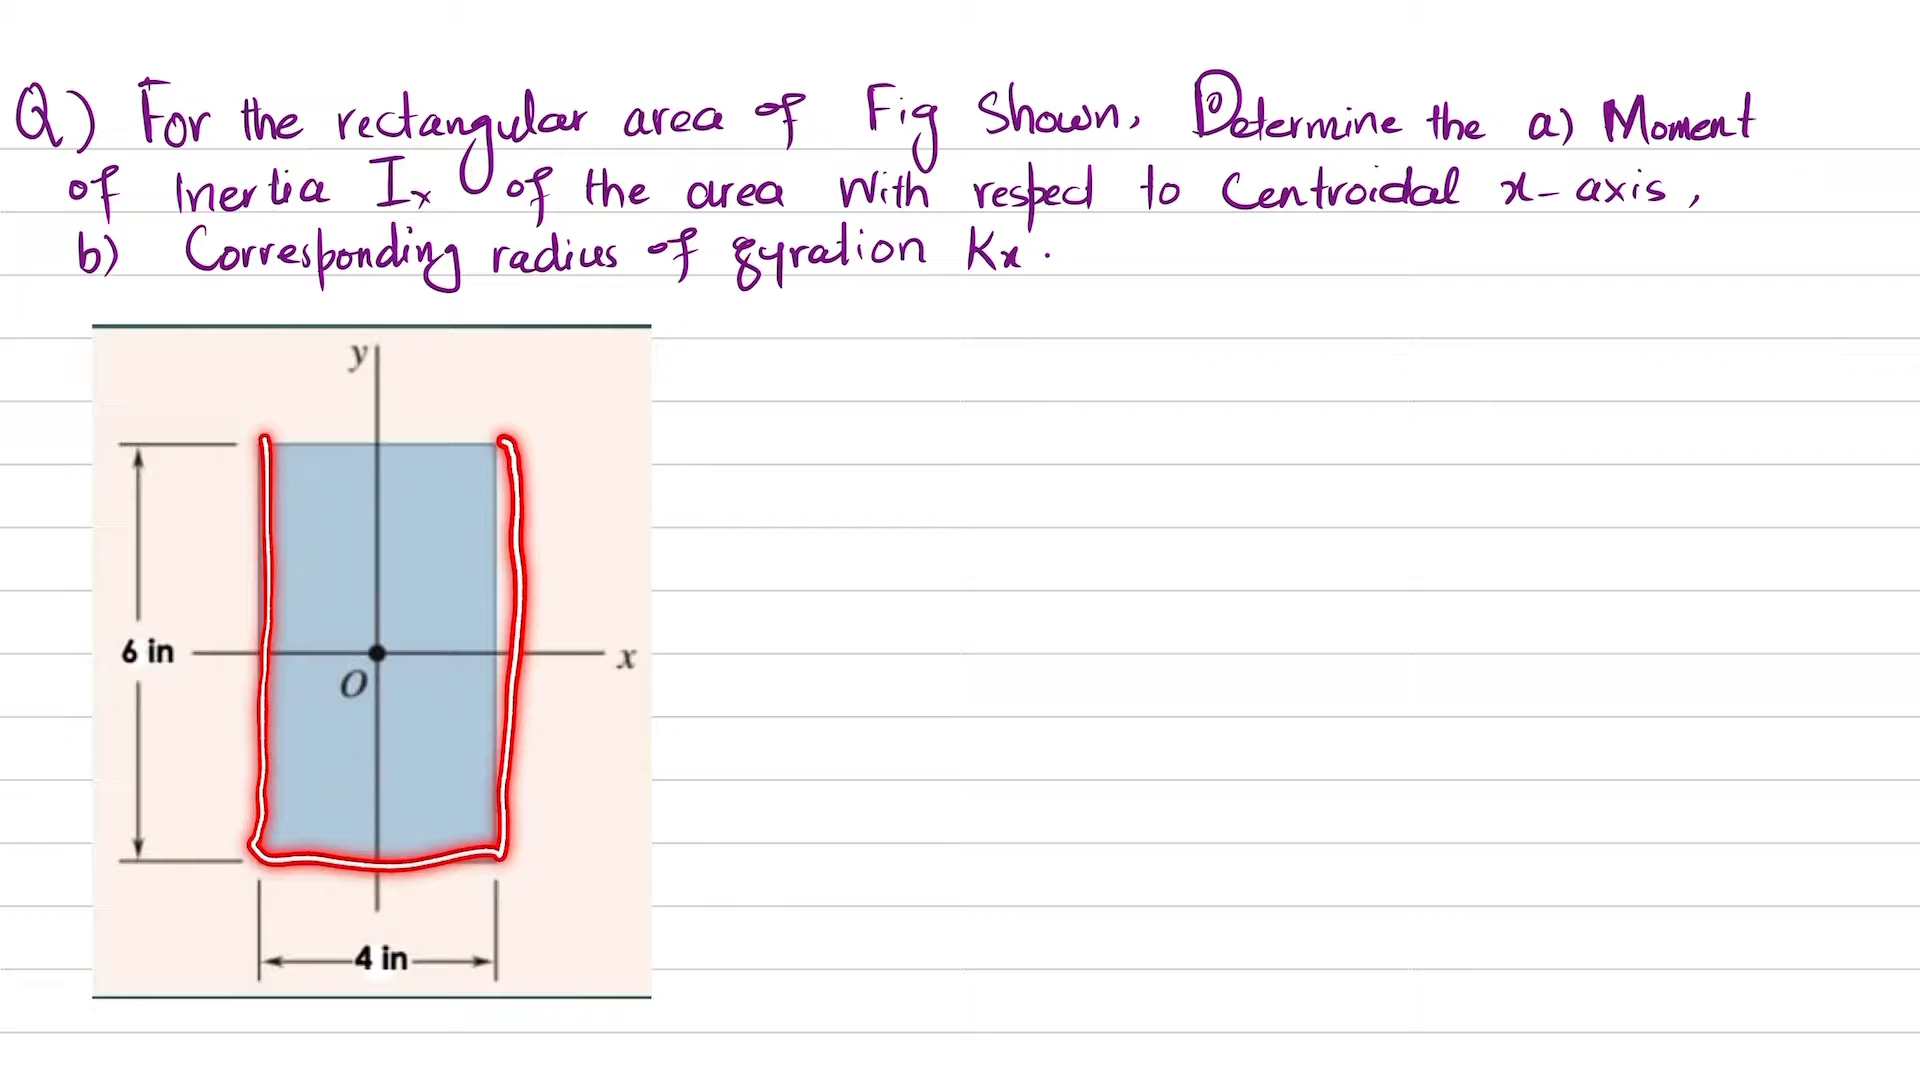 Q) For the rectangular area of Fig Shown, Determine the a) Moment
of Inertia Ix of the area With respect to Centroidal x-axis,
b) Corresponding radius of gyration Kx.
y
6 in
x
O
4 in